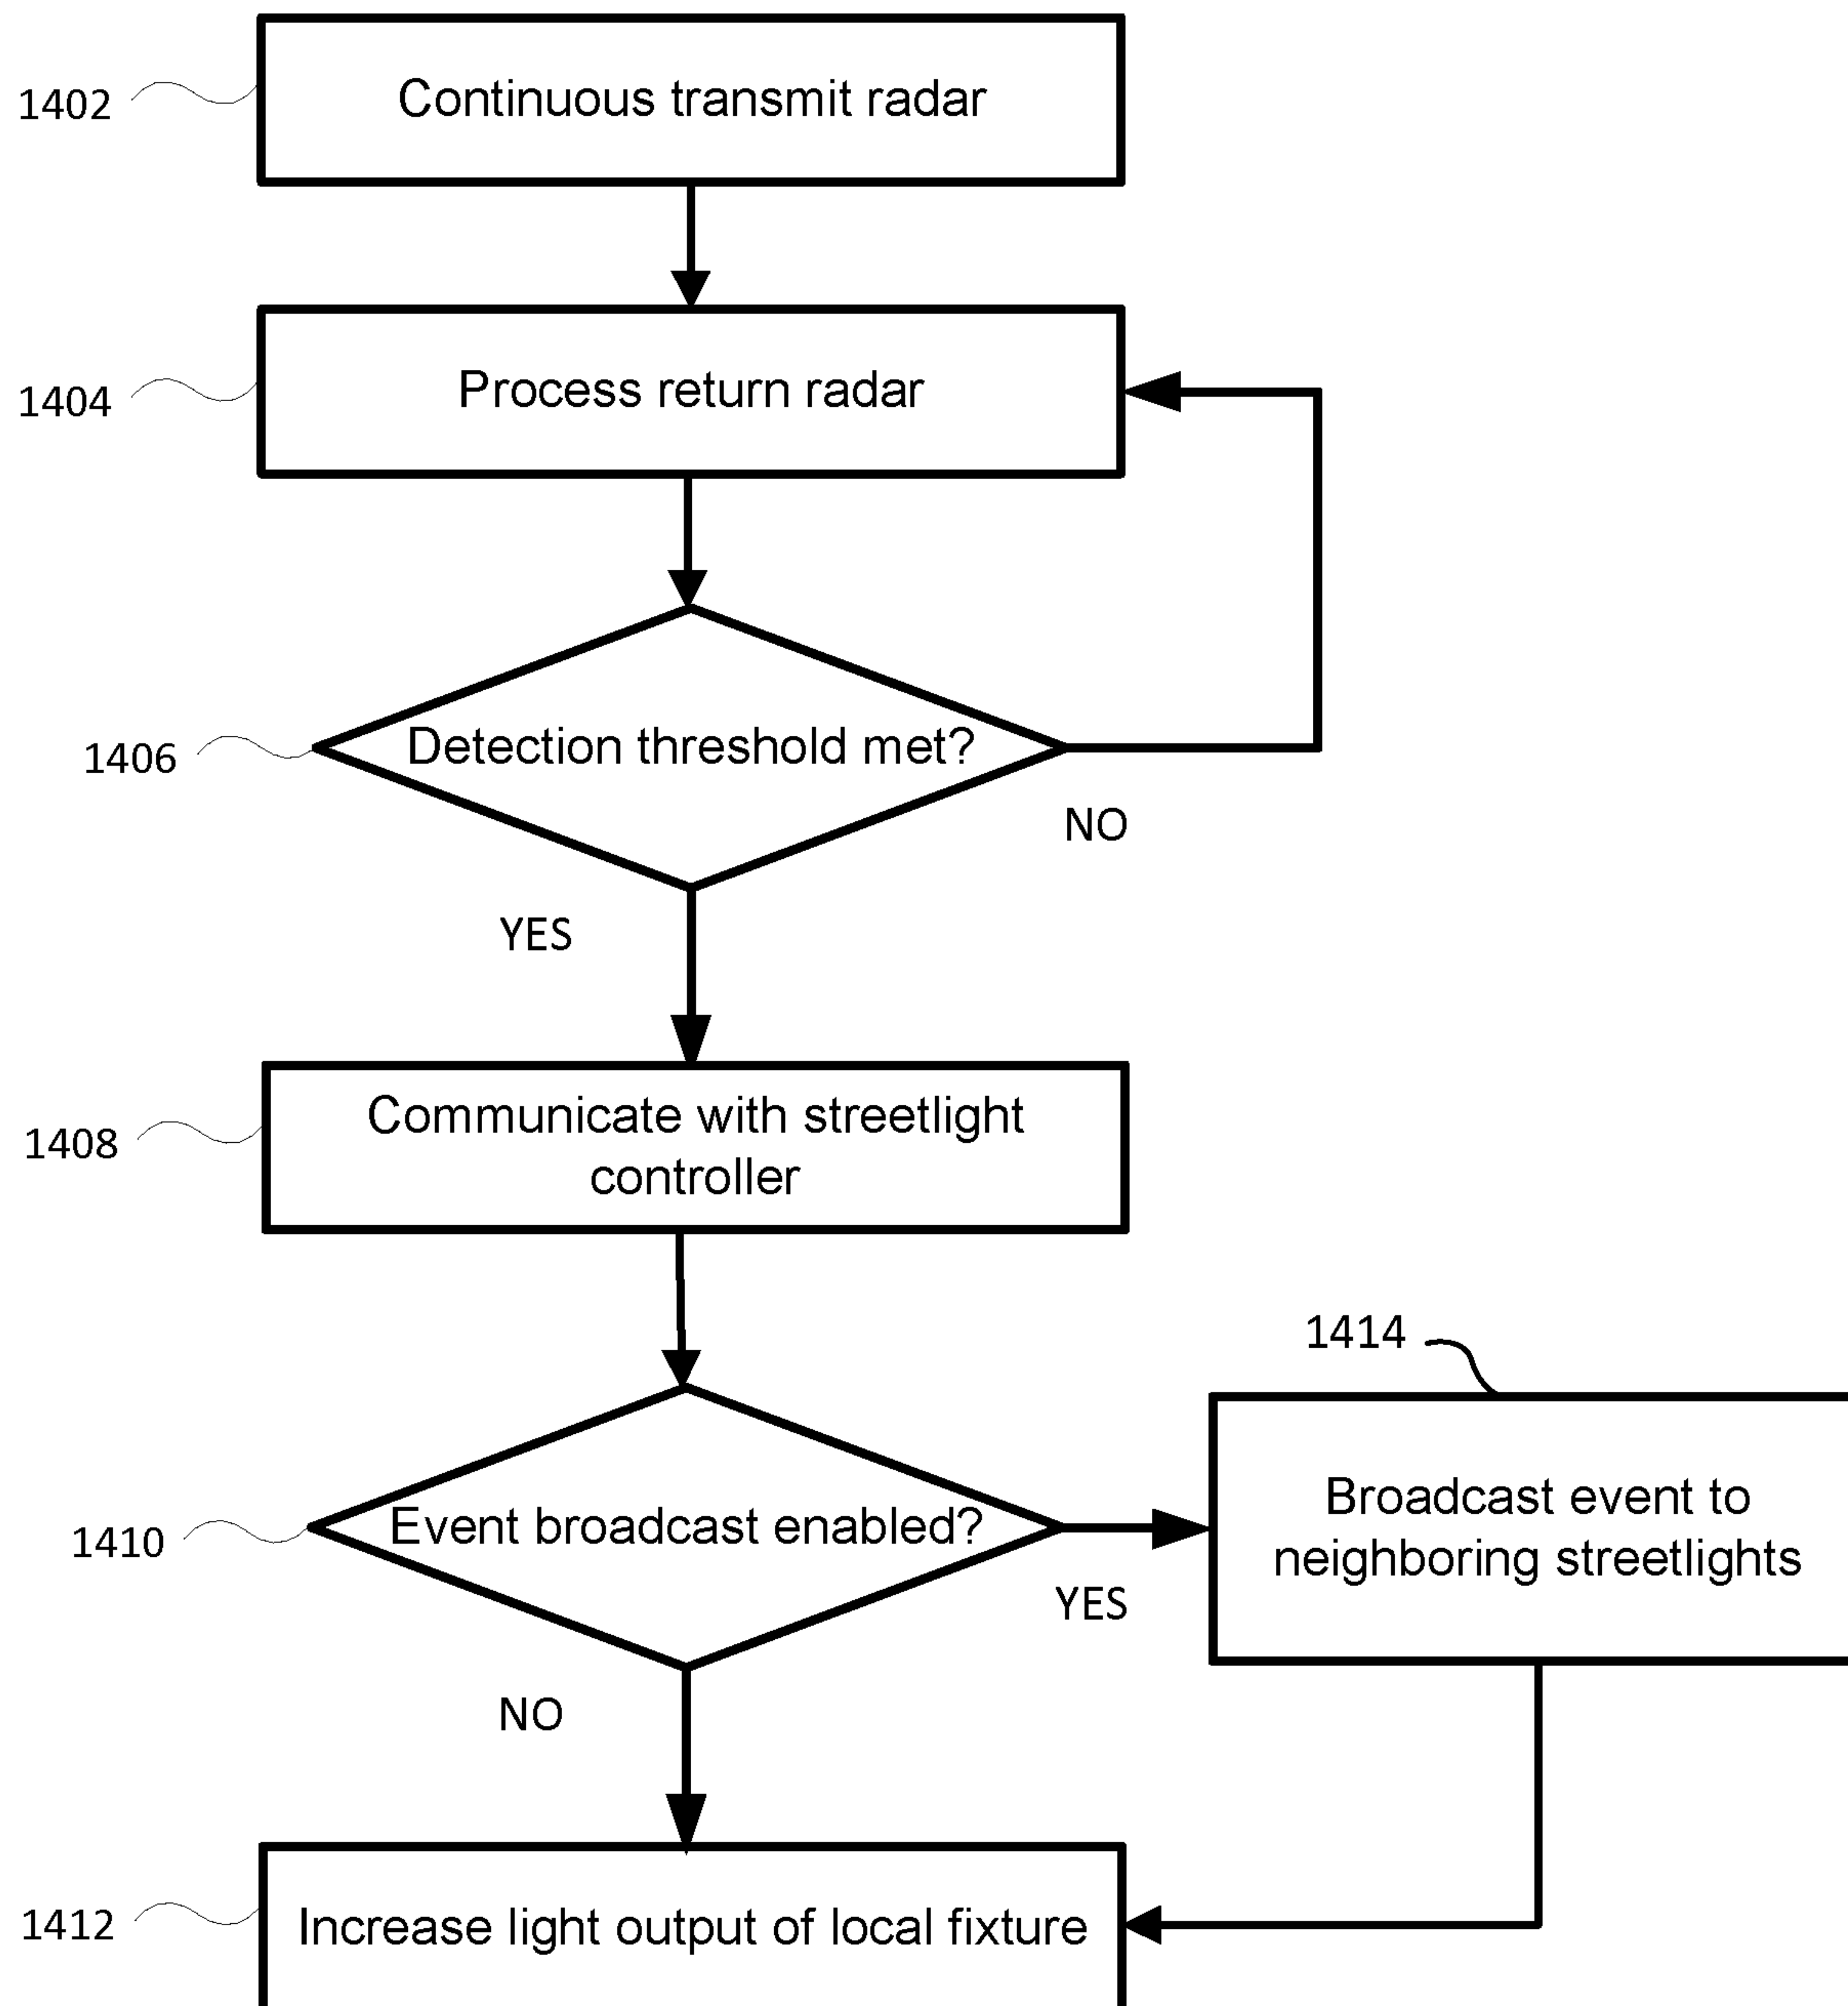 1402
Continuous transmit radar
1404
Process return radar
1406
Detection threshold met?
NO
YES
1408
Communicate with streetlight
controller
1414
1410
Event broadcast enabled?
Broadcast event to
neighboring streetlights
YES
NO
1412
Increase light output of local fixture